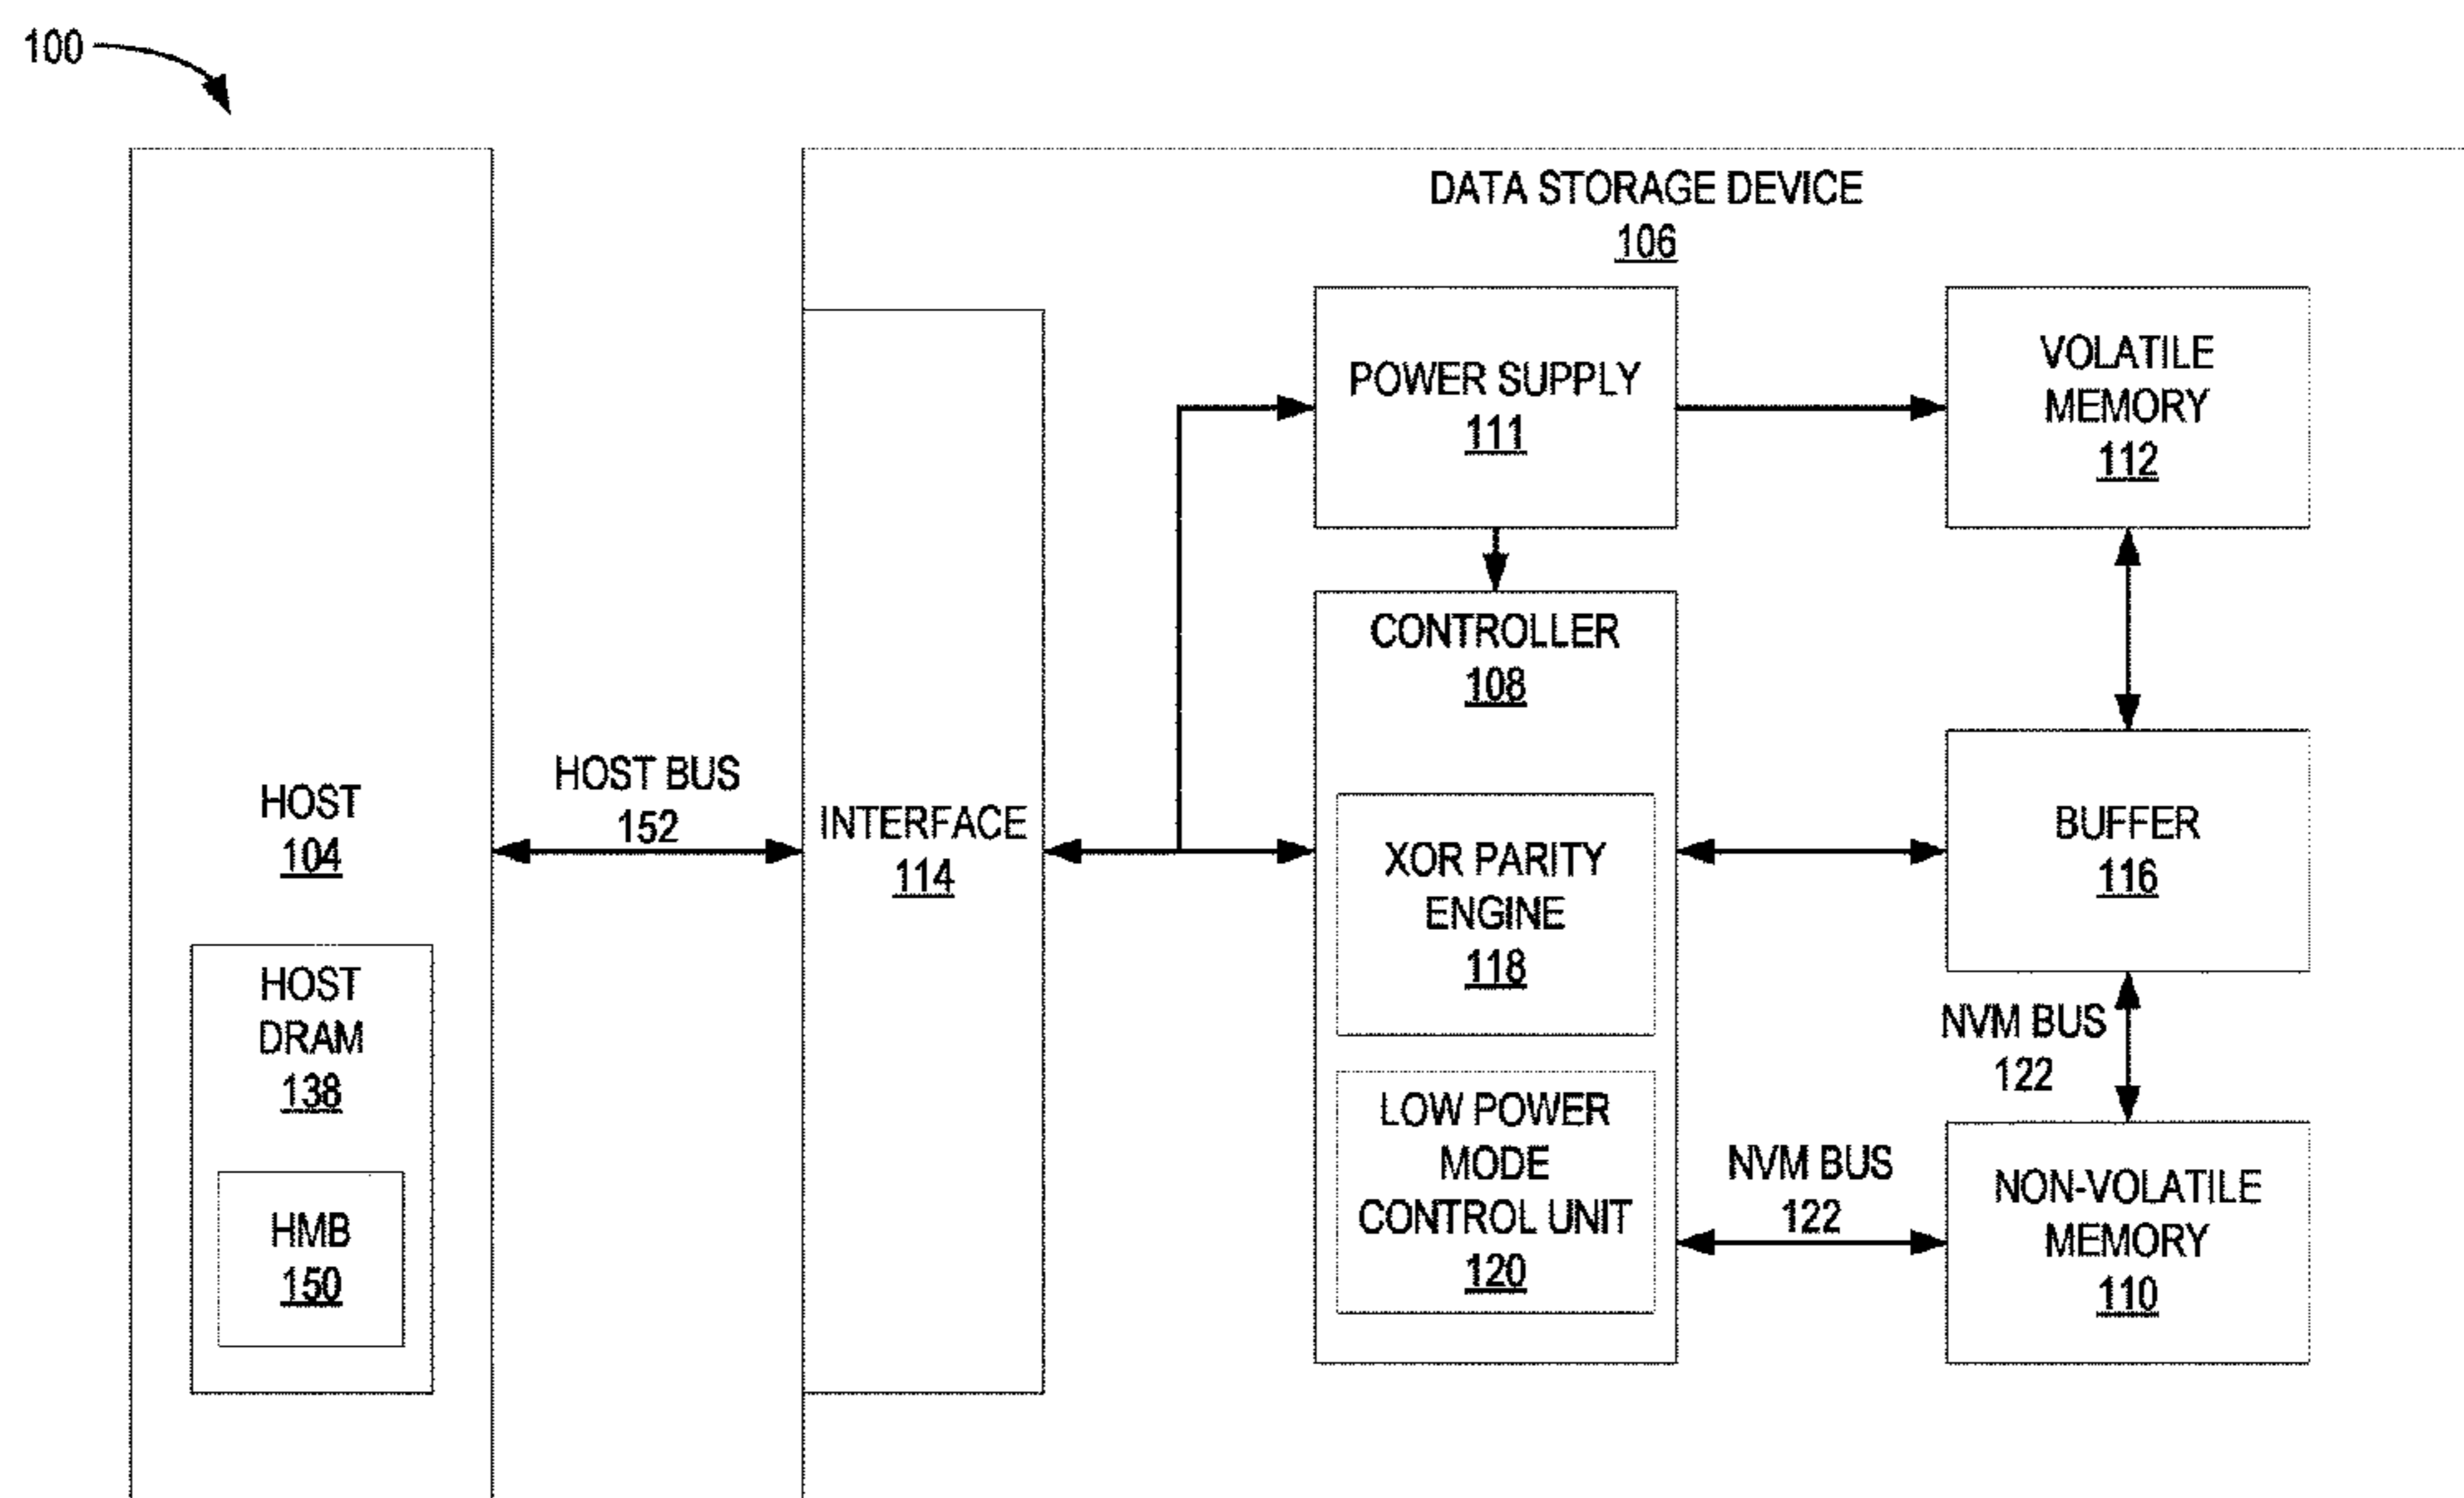 100
DATA STORAGE DEVICE
106
POWER SUPPLY
111
VOLATILE
MEMORY
112
CONTROLLER
108
HOST
104
HOST BUS
152
INTERFACE
114
XOR PARITY
ENGINE
118
BUFFER
116
HOST
DRAM
138
HMB
150
LOW POWER
MODE
CONTROL UNIT
120
NVM BUS
122
NVM BUS
122
NON-VOLATILE
MEMORY
110